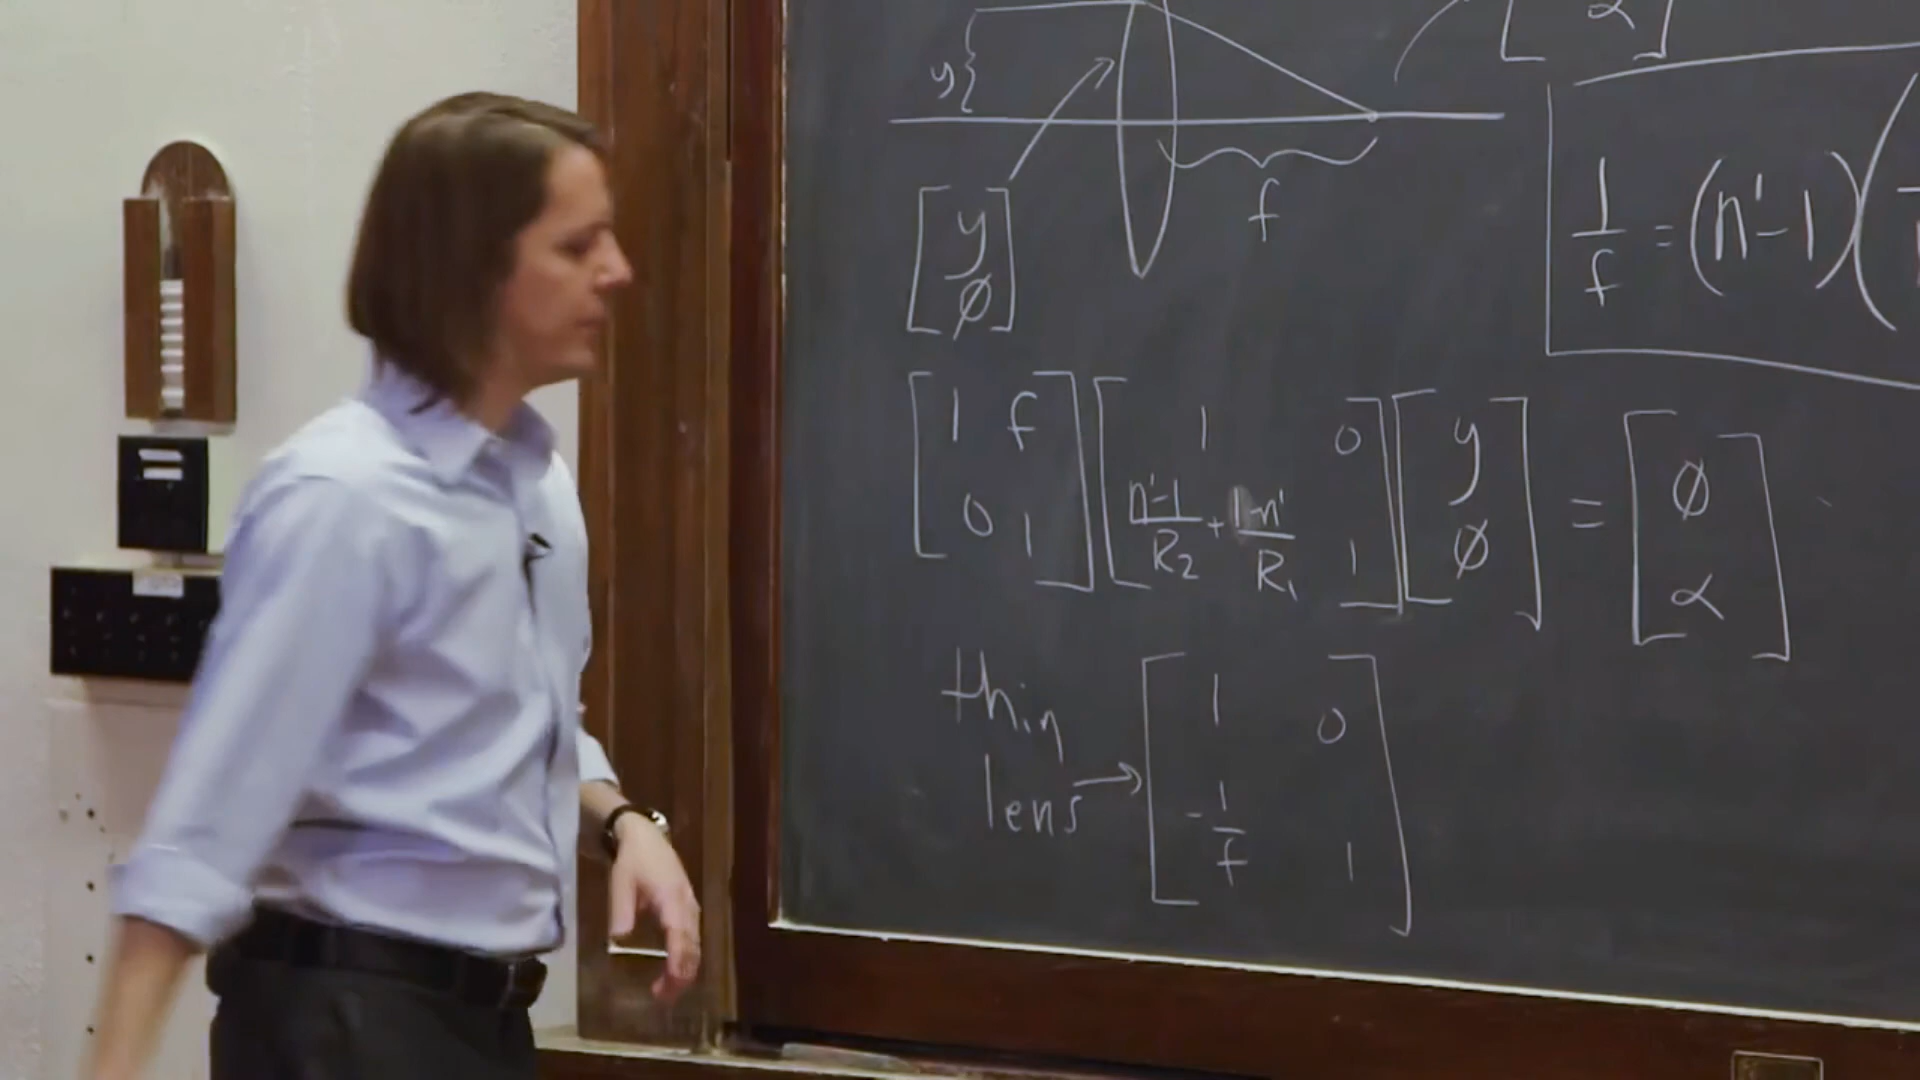 α
y{
f
[y
∅]
1/f = (n'-1)(
[1 f
0 1] [1 0
n'-1/R₂ + 1-n'/R₁ 1] [y
∅] = [∅
α]
thin
lens → [1 0
-1/f 1]